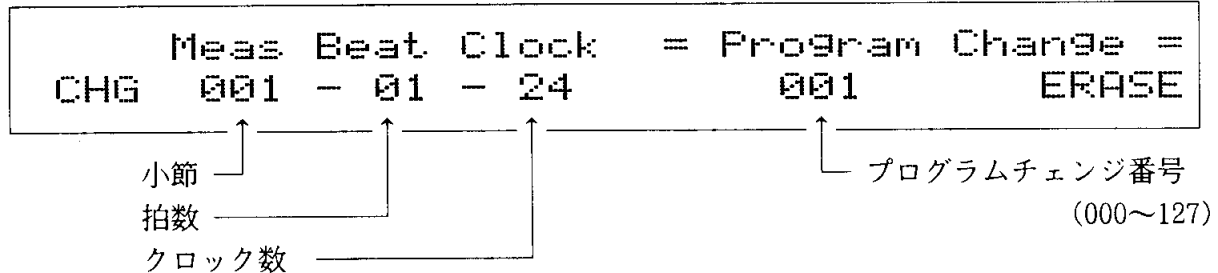 Meas Beat Clock = Program Change =
CHG 001 - 01 - 24 001 ERASE
小節
プログラムチェンジ番号
拍数
(000〜127)
クロック数